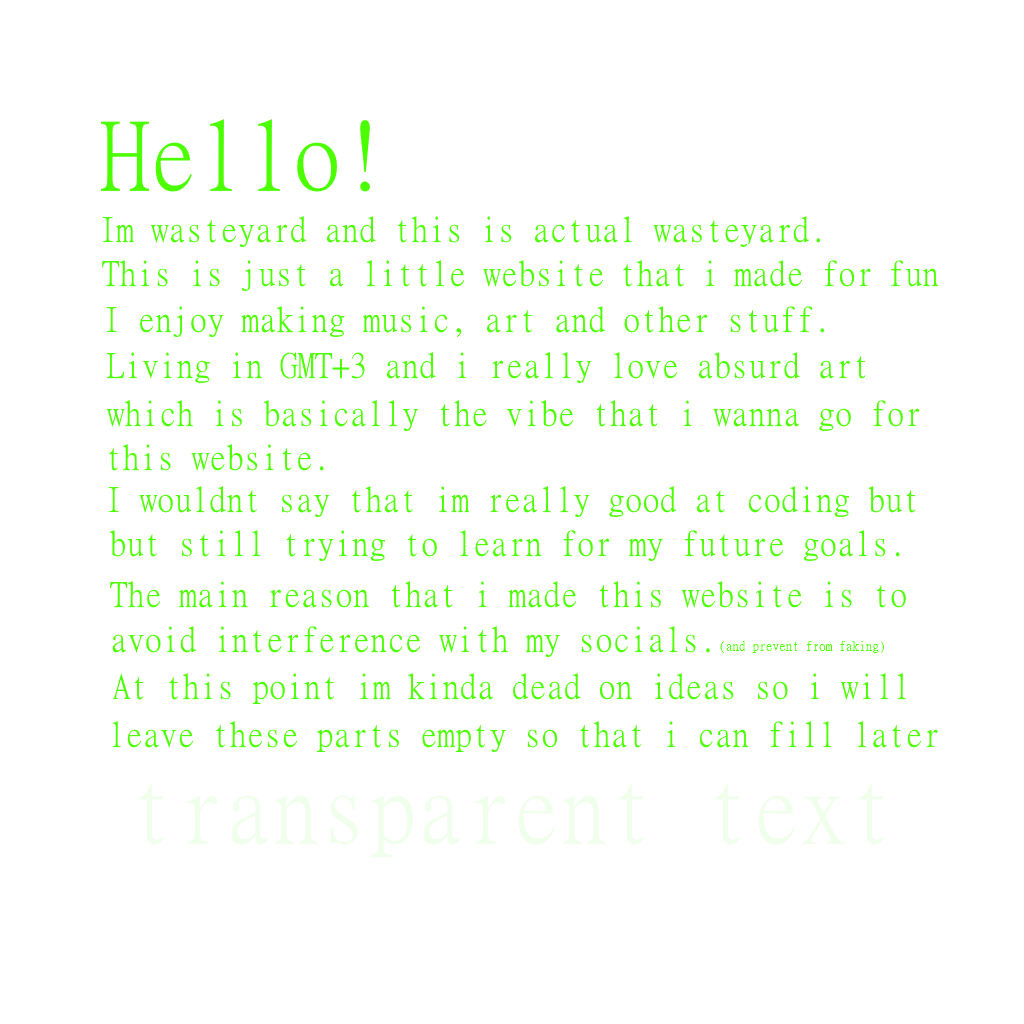 Hello!
Im wasteyard and this is actual wasteyard.
This is just a little website that i made for fun
I enjoy making music, art and other stuff.
Living in GMT+3 and i really love absurd art
which is basically the vibe that i wanna go for
this website.
I wouldnt say that im really good at coding but
but still trying to learn for my future goals.
The main reason that i made this website is to
avoid interference with my socials.(and prevent from faking)
At this point im kinda dead on ideas so i will
leave these parts empty so that i can fill later
transparent text